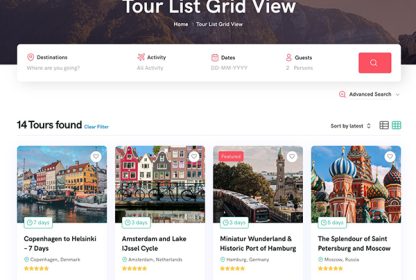 Tour List Grid View
Home Tour List Grid View
Destinations
Where are you going?
Activity
All Activity
Dates
DD-MM-YYYY
Guests
2 Persons
Advanced Search
14 Tours found Clear Filter
Sort by latest
7 days
Copenhagen to Helsinki
- 7 Days
Copenhagen, Denmark
3 days
Amsterdam and Lake
IJssel Cycle
Amsterdam, Netherlands
Featured
3 days
Miniatur Wunderland &
Historic Port of Hamburg
Hamburg, Germany
5 days
The Splendour of Saint
Petersburg and Moscow
Moscow, Russia